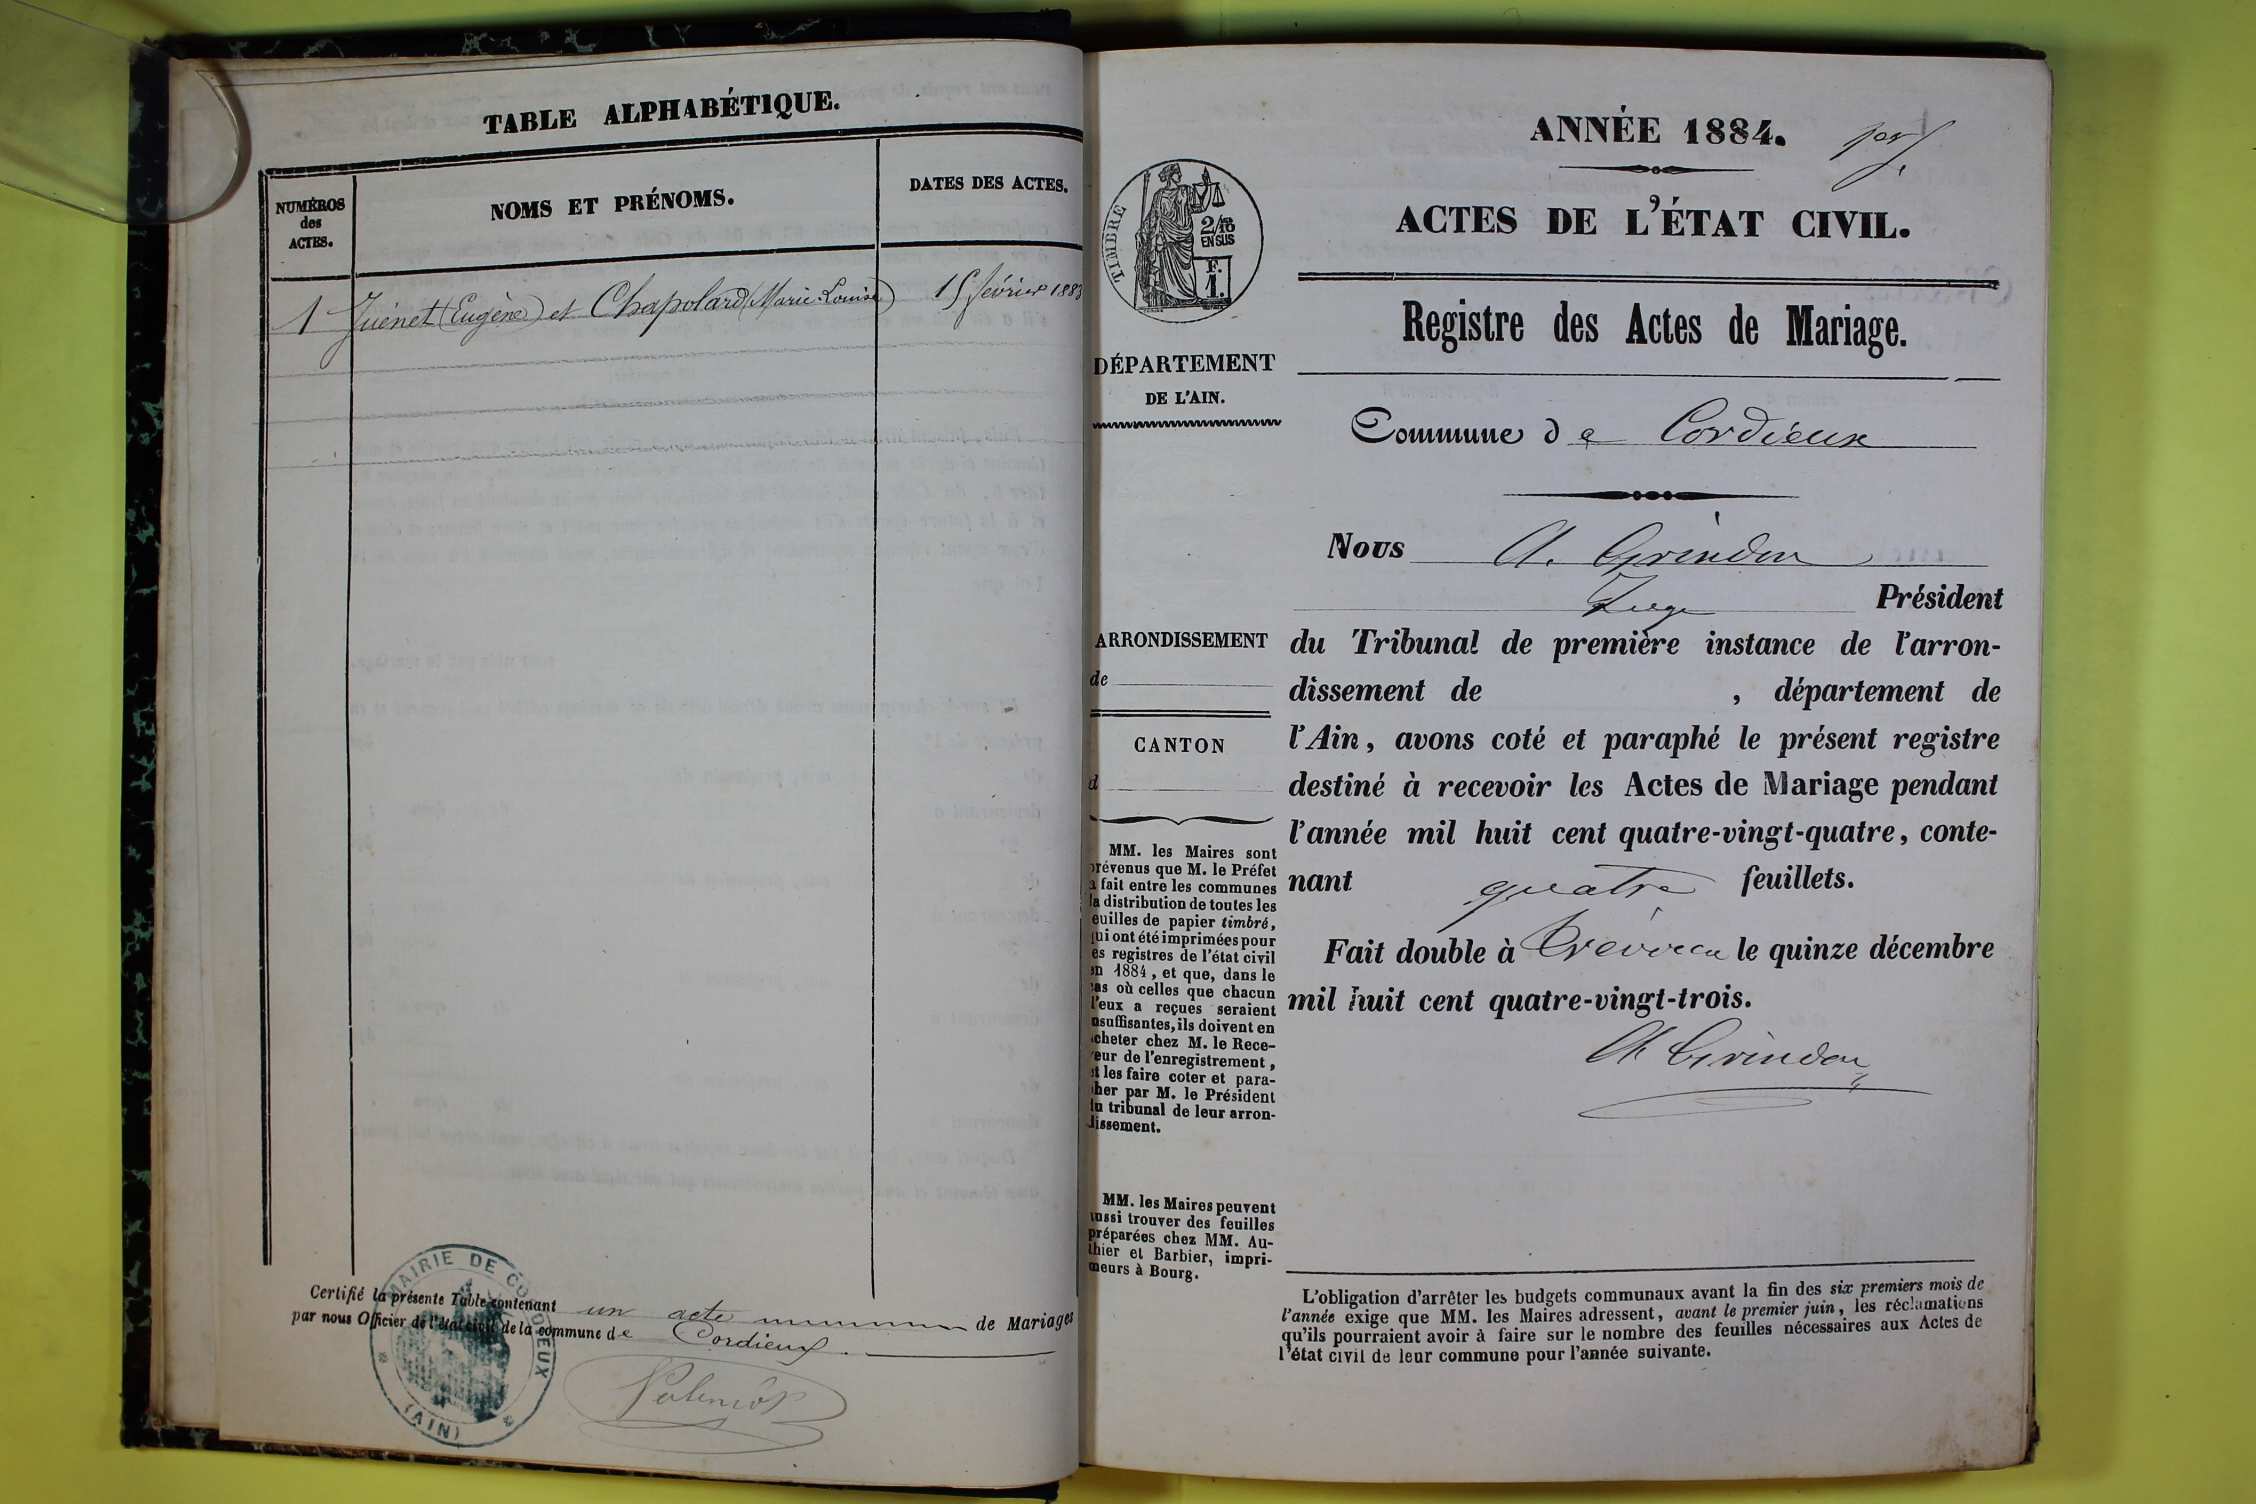 TABLE ALPHABÉTIQUE.
NUMÉROS
des
ACTES.
NOMS ET PRÉNOMS.
DATES DES ACTES.
1 Juénet (Eugène) et Chapolard (Marie Louise) 15 février 1883
Certifié la présente Table contenant un acte de Mariages
par nous Officier de l'état civil de la commune de Cordieux.
MAIRIE DE CORDIEUX
(AIN)
ANNÉE 1884.
ACTES DE L'ÉTAT CIVIL.
TIMBRE
2/10
EN SUS
F.
1.
Registre des Actes de Mariage.
DÉPARTEMENT
DE L'AIN.
Commune de Cordieux
Nous A. Grindon
Juge Président
ARRONDISSEMENT
de
CANTON
d
du Tribunal de première instance de l'arron-
dissement de , département de
l'Ain, avons coté et paraphé le présent registre
destiné à recevoir les Actes de Mariage pendant
l'année mil huit cent quatre-vingt-quatre, conte-
nant quatre feuillets.
Fait double à Trévoux le quinze décembre
mil huit cent quatre-vingt-trois.
A Grindon
MM. les Maires sont
prévenus que M. le Préfet
a fait entre les communes
la distribution de toutes les
feuilles de papier timbré,
qui ont été imprimées pour
les registres de l'état civil
en 1884, et que, dans le
cas où celles que chacun
d'eux a reçues seraient
insuffisantes, ils doivent en
acheter chez M. le Rece-
veur de l'enregistrement,
et les faire coter et para-
pher par M. le Président
du tribunal de leur arron-
dissement.
MM. les Maires peuvent
aussi trouver des feuilles
préparées chez MM. Au-
thier et Barbier, impri-
meurs à Bourg.
L'obligation d'arrêter les budgets communaux avant la fin des six premiers mois de
l'année exige que MM. les Maires adressent, avant le premier juin, les réclamations
qu'ils pourraient avoir à faire sur le nombre des feuilles nécessaires aux Actes de
l'état civil de leur commune pour l'année suivante.